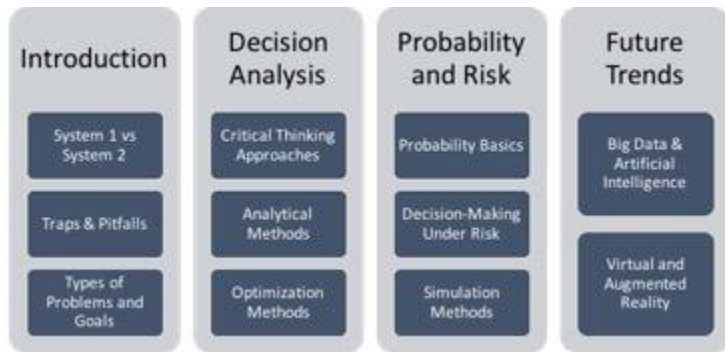 Introduction
System 1 vs
System 2
Traps & Pitfalls
Types of
Problems and
Goals
Decision
Analysis
Critical Thinking
Approaches
Analytical
Methods
Optimization
Methods
Probability
and Risk
Probability Basics
Decision-Making
Under Risk
Simulation
Methods
Future
Trends
Big Data &
Artificial
Intelligence
Virtual and
Augmented
Reality